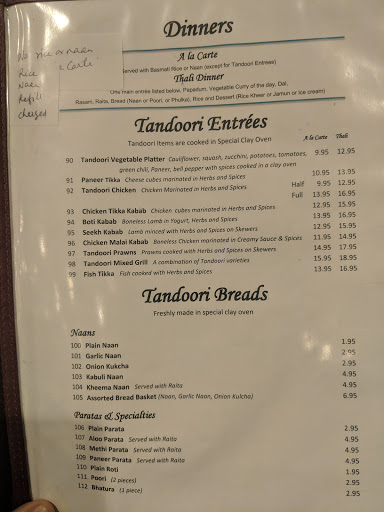 Dinners
No rice or naan
Rice
Naan
Refill
charges
A la Carte
Served with Basmati Rice or Naan (except for Tandoori Entrees)
Thali Dinner
Papadum, Vegetable Curry of the day, Dal,
Rasam, Raita, Bread (Naan or Poori, or Phulka), Rice and Dessert (Rice Kheer or Jamun or ice cream)
Tandoori Entrées
Tandoori Items are cooked in Special Clay Oven
A la Carte Thali
90 Tandoori Vegetable Platter Cauliflower, squash, zucchini, potatoes, tomatoes, 9.95 12.95
green chili, Paneer, bell pepper with spices cooked in a clay oven
91 Paneer Tikka Cheese cubes marinated in Herbs and Spices 10.95 13.95
92 Tandoori Chicken Chicken Marinated in Herbs and Spices Half 9.95 12.95
Full 13.95 16.95
93 Chicken Tikka Kabab Chicken cubes marinated in Herbs and Spices 12.95 15.95
94 Boti Kabab Boneless Lamb in Yogurt, Herbs and Spices 13.95 16.95
95 Seekh Kabab Lamb minced with Herbs and Spices on Skewers 12.95 15.95
96 Chicken Malai Kabab Boneless Chicken marinated in Creamy Sauce & Spices 11.95 14.95
97 Tandoori Prawns Prawns cooked with Herbs and Spices on Skewers 14.95 17.95
98 Tandoori Mixed Grill A combination of Tandoori varieties 15.95 18.95
99 Fish Tikka Fish cooked with Herbs and Spices 13.95 16.95
Tandoori Breads
Freshly made in special clay oven
Naans
100 Plain Naan 1.95
101 Garlic Naan 2.95
102 Onion Kukcha 2.95
103 Kabuli Naan 4.95
104 Kheema Naan Served with Raita 4.95
105 Assorted Bread Basket (Naan, Garlic Naan, Onion Kulcha) 6.95
Paratas & Specialties
106 Plain Parata 2.95
107 Aloo Parata Served with Raita 4.95
108 Methi Parata Served with Raita 4.95
109 Paneer Parata Served with Raita 4.95
110 Plain Roti 1.95
111 Poori (2 pieces) 2.95
112 Bhatura (1 piece) 2.95